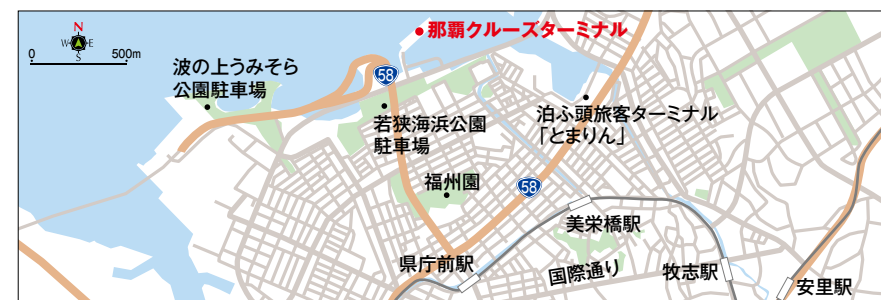 N
W
E
S
0
500m
那覇クルーズターミナル
波の上うみそら
公園駐車場
58
若狭海浜公園
駐車場
泊ふ頭旅客ターミナル
「とまりん」
福州園
58
美栄橋駅
県庁前駅
国際通り
牧志駅
安里駅